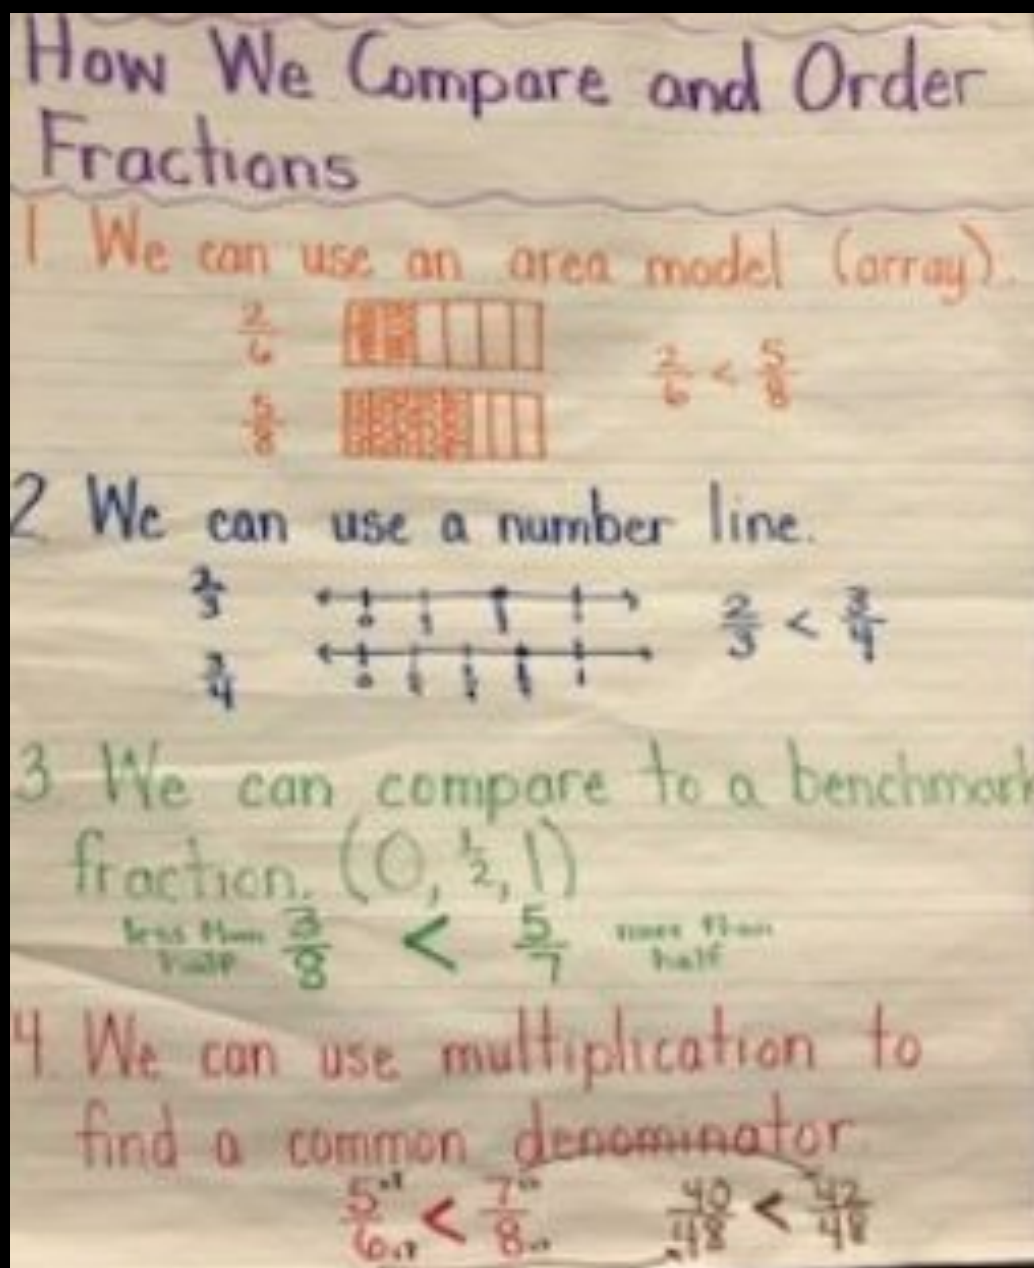 How We Compare and Order
Fractions
1 We can use an area model (array).
2/6
2/6 < 5/8
5/8
2 We can use a number line.
2/3
2/3 < 3/4
3/4
3 We can compare to a benchmark
fraction. (0, 1/2, 1)
less than half 3/8 < 5/7 more than half
4. We can use multiplication to
find a common denominator.
5/6 < 7/8 40/48 < 42/48